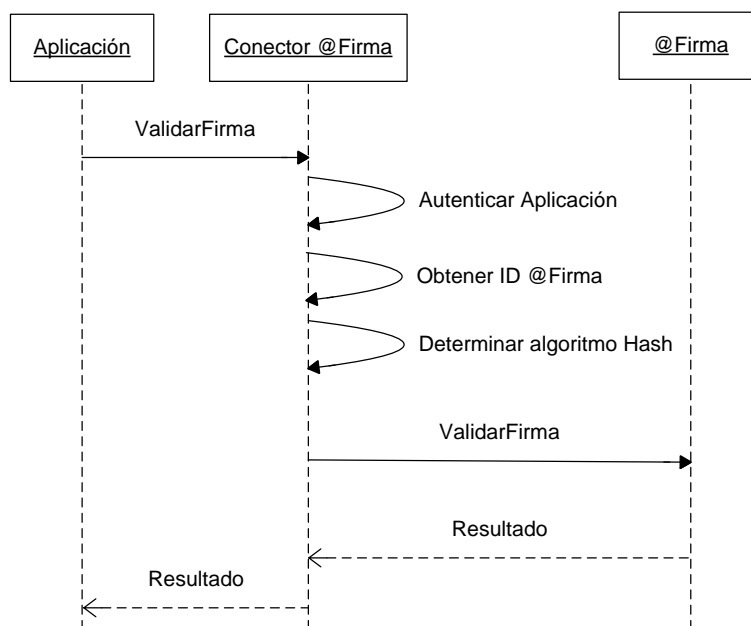 Aplicación
Conector @Firma
@Firma
ValidarFirma
Autenticar Aplicación
Obtener ID @Firma
Determinar algoritmo Hash
ValidarFirma
Resultado
Resultado